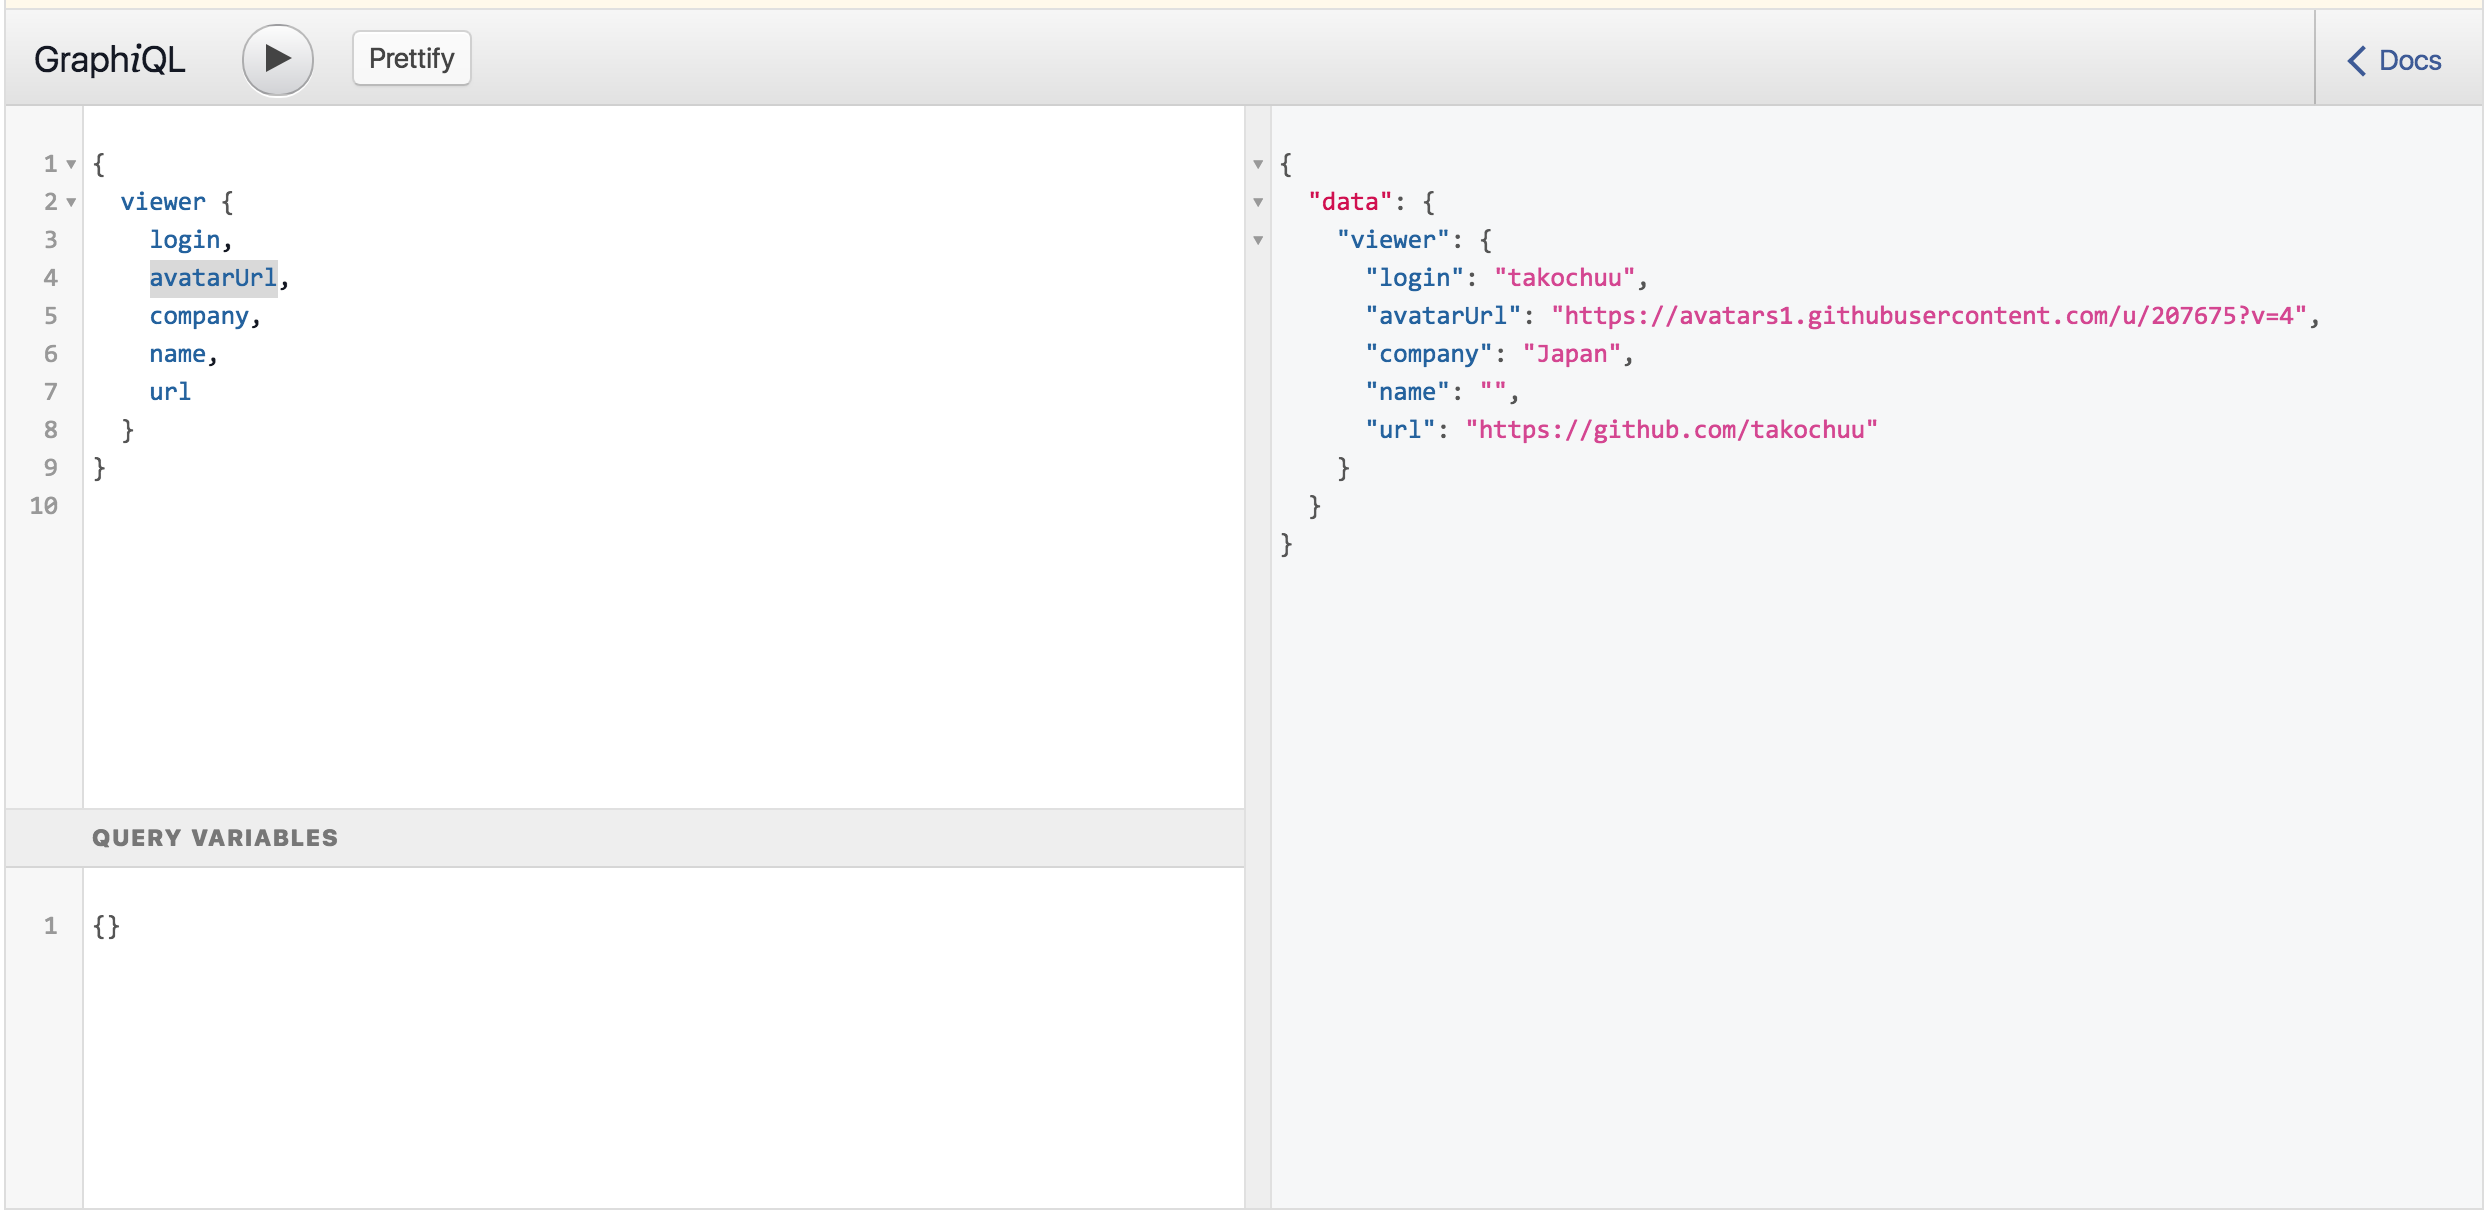 GraphiQL
Prettify
Docs
1 {
2   viewer {
3     login,
4     avatarUrl,
5     company,
6     name,
7     url
8   }
9 }
10
QUERY VARIABLES
1 {}
{
  "data": {
    "viewer": {
      "login": "takochuu",
      "avatarUrl": "https://avatars1.githubusercontent.com/u/207675?v=4",
      "company": "Japan",
      "name": "",
      "url": "https://github.com/takochuu"
    }
  }
}